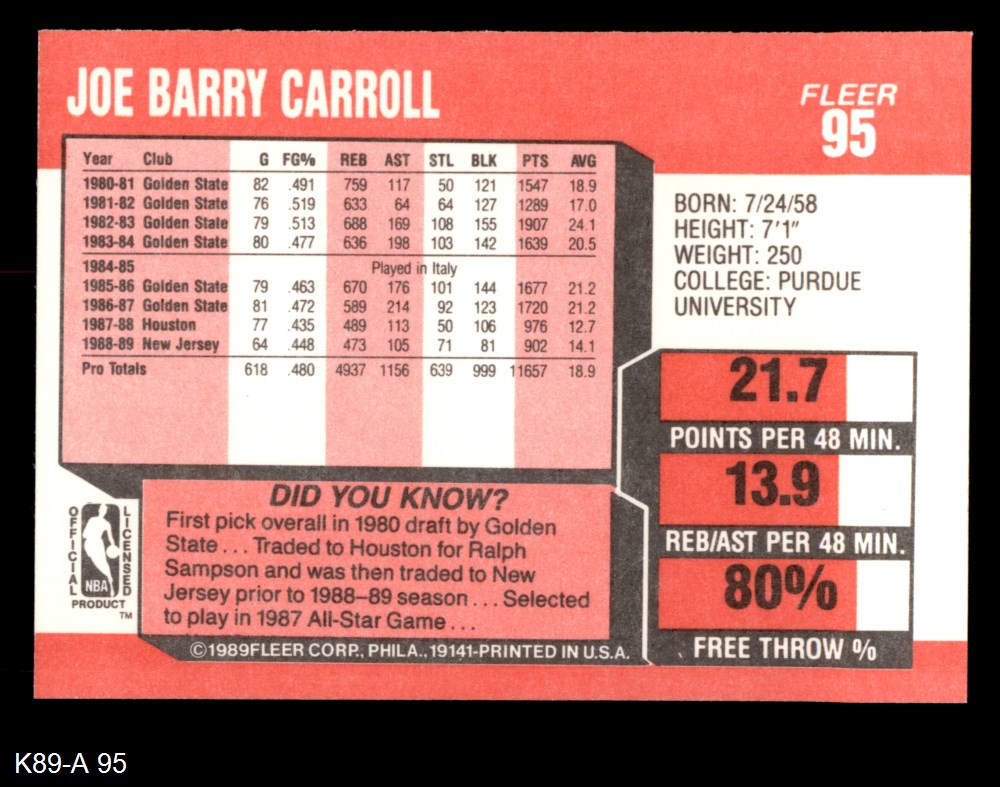 JOE BARRY CARROLL
FLEER
95
Year Club G FG% REB AST STL BLK PTS AVG
1980-81 Golden State 82 .491 759 117 50 121 1547 18.9
1981-82 Golden State 76 .519 633 64 64 127 1289 17.0
1982-83 Golden State 79 .513 688 169 108 155 1907 24.1
1983-84 Golden State 80 .477 636 198 103 142 1639 20.5
1984-85 Played in Italy
1985-86 Golden State 79 .463 670 176 101 144 1677 21.2
1986-87 Golden State 81 .472 589 214 92 123 1720 21.2
1987-88 Houston 77 .435 489 113 50 106 976 12.7
1988-89 New Jersey 64 .448 473 105 71 81 902 14.1
Pro Totals 618 .480 4937 1156 639 999 11657 18.9
BORN: 7/24/58
HEIGHT: 7'1"
WEIGHT: 250
COLLEGE: PURDUE
UNIVERSITY
21.7
POINTS PER 48 MIN.
13.9
REB/AST PER 48 MIN.
80%
FREE THROW %
OFFICIAL LICENSED
NBA
PRODUCT
TM
DID YOU KNOW?
First pick overall in 1980 draft by Golden
State... Traded to Houston for Ralph
Sampson and was then traded to New
Jersey prior to 1988–89 season... Selected
to play in 1987 All-Star Game...
©1989FLEER CORP., PHILA., 19141-PRINTED IN U.S.A.
K89-A 95